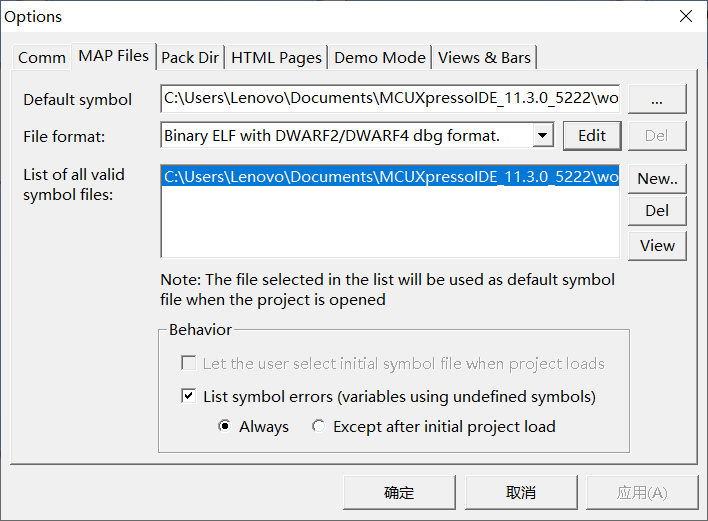 Options
Comm MAP Files Pack Dir HTML Pages Demo Mode Views & Bars
Default symbol C:\Users\Lenovo\Documents\MCUXpressoIDE_11.3.0_5222\wo ...
File format: Binary ELF with DWARF2/DWARF4 dbg format. Edit Del
List of all valid C:\Users\Lenovo\Documents\MCUXpressoIDE_11.3.0_5222\wo New..
symbol files:
Del
View
Note: The file selected in the list will be used as default symbol
file when the project is opened
Behavior
Let the user select initial symbol file when project loads
List symbol errors (variables using undefined symbols)
Always Except after initial project load
确定 取消 应用(A)